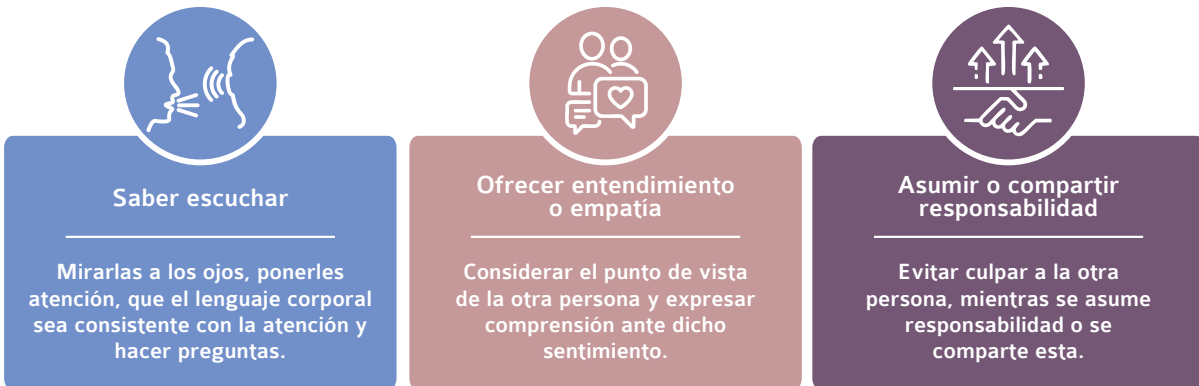 Saber escuchar
Mirarlas a los ojos, ponerles
atención, que el lenguaje corporal
sea consistente con la atención y
hacer preguntas.
Ofrecer entendimiento
o empatía
Considerar el punto de vista
de la otra persona y expresar
comprensión ante dicho
sentimiento.
Asumir o compartir
responsabilidad
Evitar culpar a la otra
persona, mientras se asume
responsabilidad o se
comparte esta.